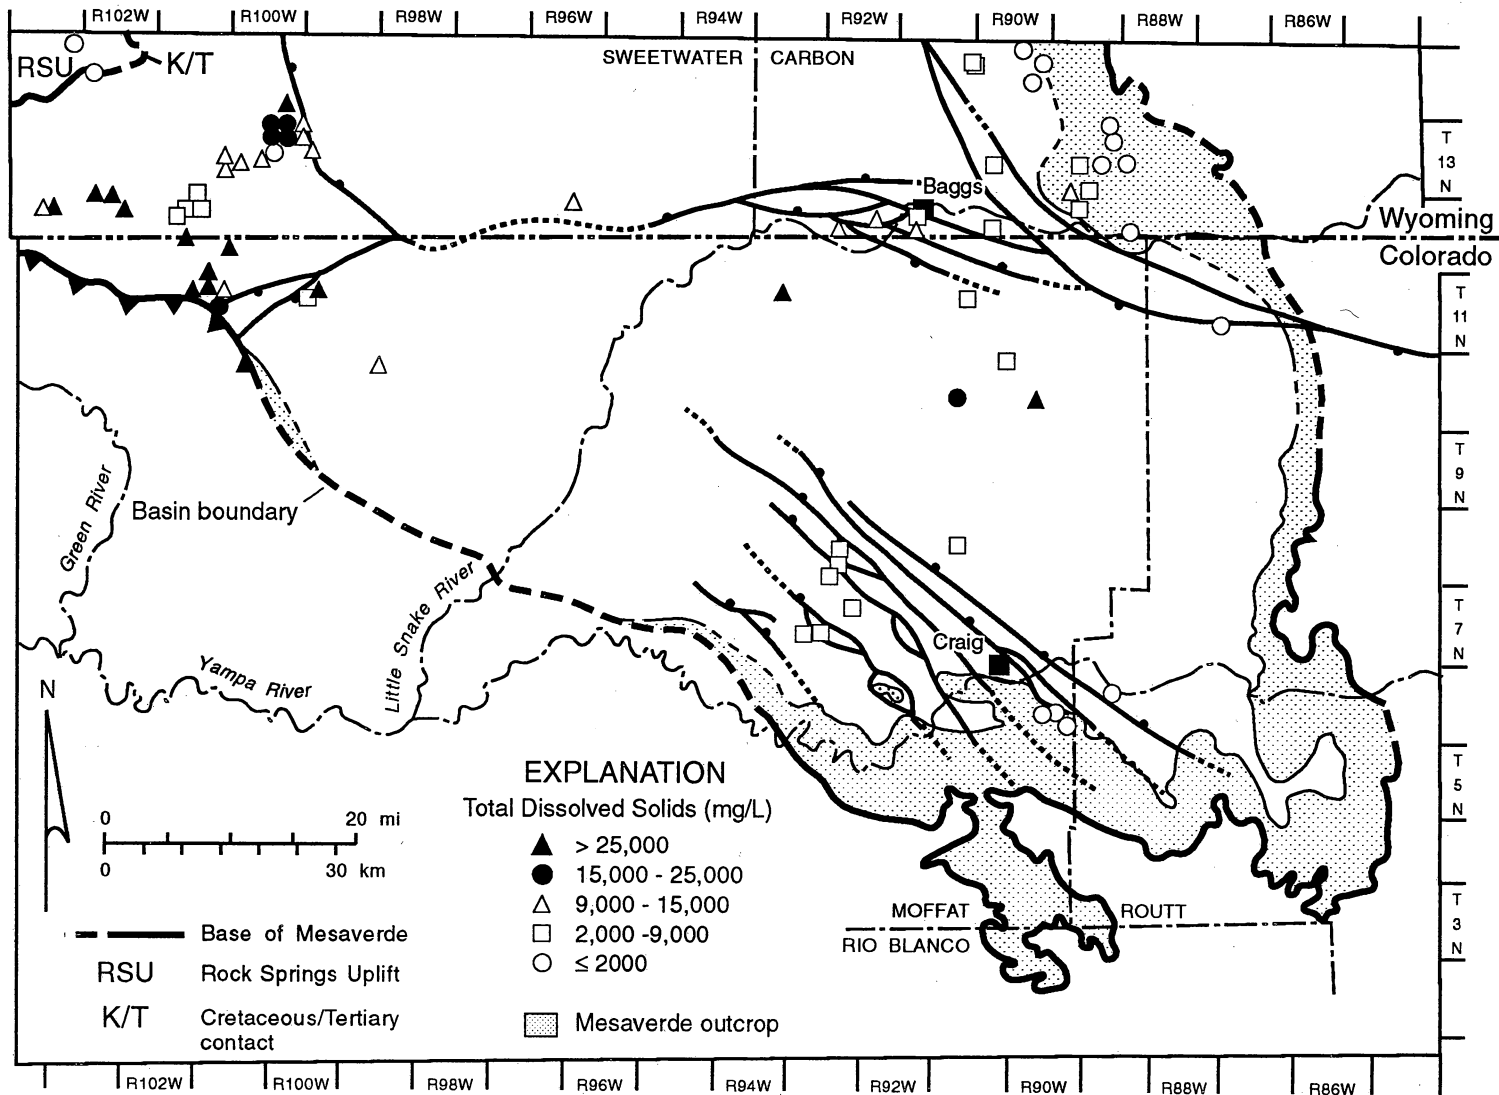 R102W R100W R98W R96W R94W R92W R90W R88W R86W
SWEETWATER CARBON
RSU
K/T
T
13
N
Baggs
Wyoming
Colorado
T
11
N
T
9
N
Basin boundary
Green River
Little Snake River
Yampa River
Craig
T
7
N
N
T
5
N
0 20 mi
0 30 km
EXPLANATION
Total Dissolved Solids (mg/L)
> 25,000
15,000 - 25,000
9,000 - 15,000
2,000 -9,000
≤ 2000
Mesaverde outcrop
Base of Mesaverde
RSU Rock Springs Uplift
K/T Cretaceous/Tertiary
contact
MOFFAT ROUTT
RIO BLANCO
T
3
N
R102W R100W R98W R96W R94W R92W R90W R88W R86W